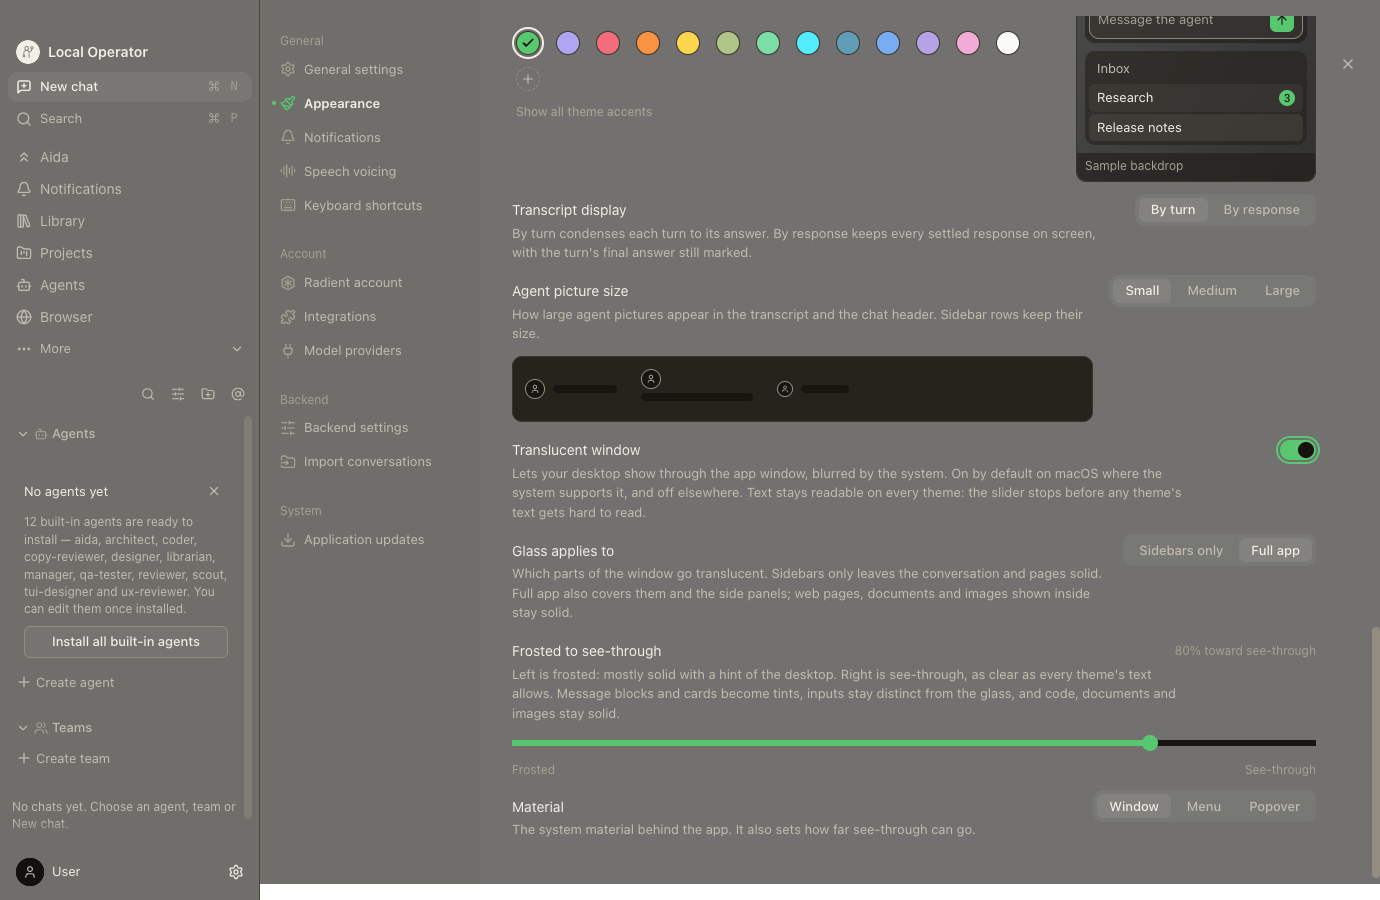 Local Operator
New chat ⌘ N
Search ⌘ P
Aida
Notifications
Library
Projects
Agents
Browser
More
Agents
No agents yet
12 built-in agents are ready to
install — aida, architect, coder,
copy-reviewer, designer, librarian,
manager, qa-tester, reviewer, scout,
tui-designer and ux-reviewer. You
can edit them once installed.
Install all built-in agents
Create agent
Teams
Create team
No chats yet. Choose an agent, team or
New chat.
User
General
General settings
Appearance
Notifications
Speech voicing
Keyboard shortcuts
Account
Radient account
Integrations
Model providers
Backend
Backend settings
Import conversations
System
Application updates
Show all theme accents
Message the agent
Inbox
Research 3
Release notes
Sample backdrop
Transcript display
By turn By response
By turn condenses each turn to its answer. By response keeps every settled response on screen,
with the turn's final answer still marked.
Agent picture size
Small Medium Large
How large agent pictures appear in the transcript and the chat header. Sidebar rows keep their
size.
Translucent window
Lets your desktop show through the app window, blurred by the system. On by default on macOS where the
system supports it, and off elsewhere. Text stays readable on every theme: the slider stops before any theme's
text gets hard to read.
Glass applies to
Sidebars only Full app
Which parts of the window go translucent. Sidebars only leaves the conversation and pages solid.
Full app also covers them and the side panels; web pages, documents and images shown inside
stay solid.
Frosted to see-through
80% toward see-through
Left is frosted: mostly solid with a hint of the desktop. Right is see-through, as clear as every theme's text
allows. Message blocks and cards become tints, inputs stay distinct from the glass, and code, documents and
images stay solid.
Frosted See-through
Material
Window Menu Popover
The system material behind the app. It also sets how far see-through can go.